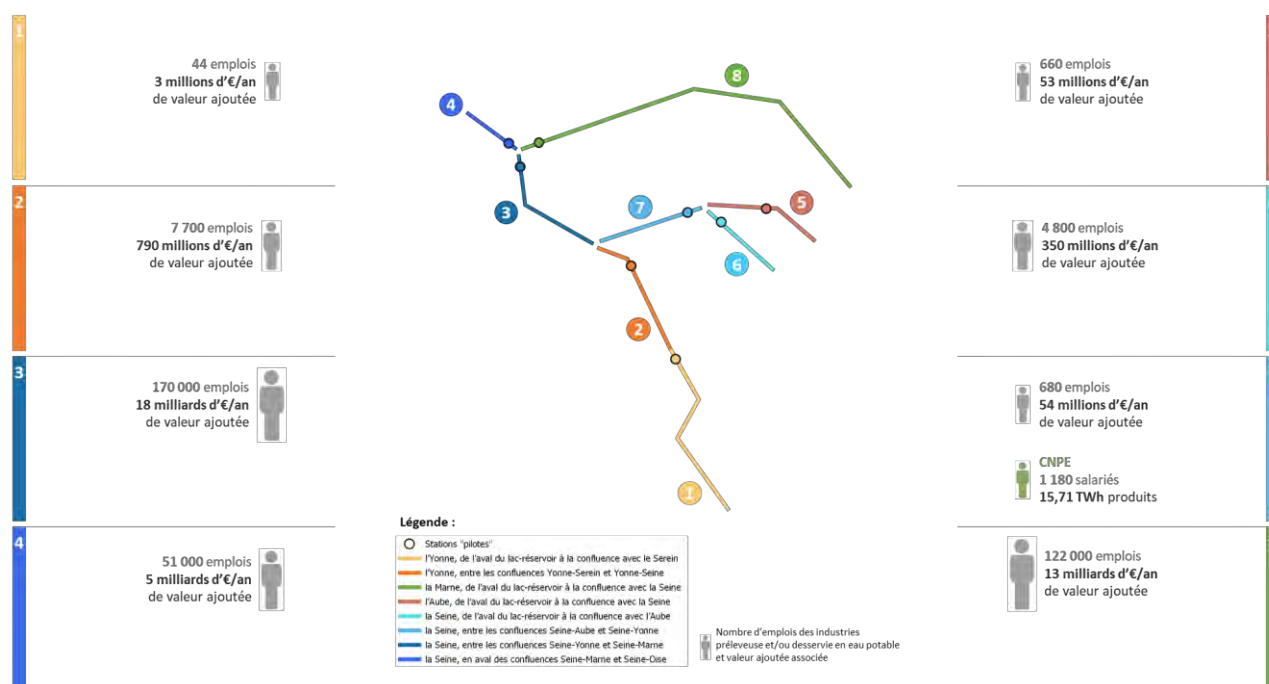 1
44 emplois
3 millions d'€/an
de valeur ajoutée
2
7 700 emplois
790 millions d'€/an
de valeur ajoutée
3
170 000 emplois
18 milliards d'€/an
de valeur ajoutée
4
51 000 emplois
5 milliards d'€/an
de valeur ajoutée
8
4
5
7
3
6
2
1
Légende :
Stations "pilotes"
l'Yonne, de l'aval du lac-réservoir à la confluence avec le Serein
l'Yonne, entre les confluences Yonne-Serein et Yonne-Seine
la Marne, de l'aval du lac-réservoir à la confluence avec la Seine
l'Aube, de l'aval du lac-réservoir à la confluence avec la Seine
la Seine, de l'aval du lac-réservoir à la confluence avec l'Aube
la Seine, entre les confluences Seine-Aube et Seine-Yonne
la Seine, entre les confluences Seine-Yonne et Seine-Marne
la Seine, en aval des confluences Seine-Marne et Seine-Oise
Nombre d'emplois des industries
préleveuse et/ou desservie en eau potable
et valeur ajoutée associée
660 emplois
53 millions d'€/an
de valeur ajoutée
4 800 emplois
350 millions d'€/an
de valeur ajoutée
680 emplois
54 millions d'€/an
de valeur ajoutée
CNPE
1 180 salariés
15,71 TWh produits
122 000 emplois
13 milliards d'€/an
de valeur ajoutée